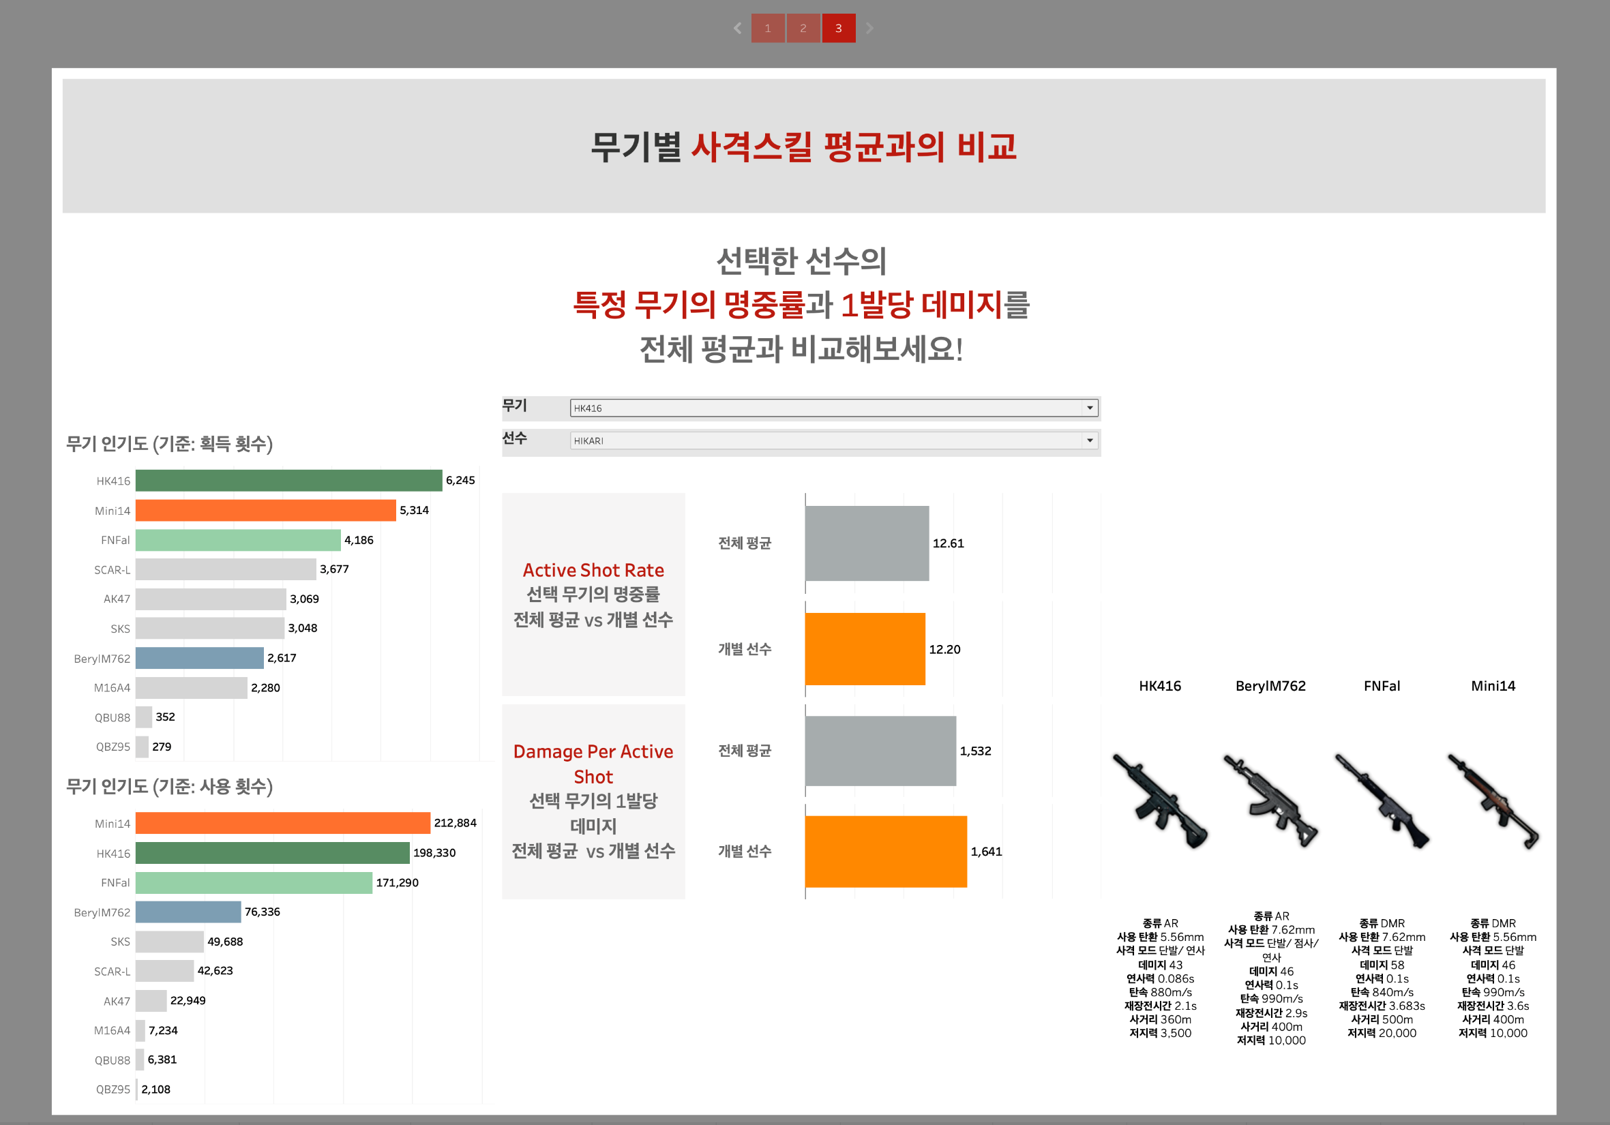 1 2 3
무기별 사격스킬 평균과의 비교
선택한 선수의
특정 무기의 명중률과 1발당 데미지를
전체 평균과 비교해보세요!
무기 HK416
선수 HIKARI
무기 인기도 (기준: 획득 횟수)
HK416 6,245
Mini14 5,314
FNFal 4,186
SCAR-L 3,677
AK47 3,069
SKS 3,048
BerylM762 2,617
M16A4 2,280
QBU88 352
QBZ95 279
무기 인기도 (기준: 사용 횟수)
Mini14 212,884
HK416 198,330
FNFal 171,290
BerylM762 76,336
SKS 49,688
SCAR-L 42,623
AK47 22,949
M16A4 7,234
QBU88 6,381
QBZ95 2,108
Active Shot Rate
선택 무기의 명중률
전체 평균 vs 개별 선수
전체 평균 12.61
개별 선수 12.20
Damage Per Active
Shot
선택 무기의 1발당
데미지
전체 평균 vs 개별 선수
전체 평균 1,532
개별 선수 1,641
HK416
종류 AR
사용 탄환 5.56mm
사격 모드 단발/ 연사
데미지 43
연사력 0.086s
탄속 880m/s
재장전시간 2.1s
사거리 360m
저지력 3,500
BerylM762
종류 AR
사용 탄환 7.62mm
사격 모드 단발/ 점사/
연사
데미지 46
연사력 0.1s
탄속 990m/s
재장전시간 2.9s
사거리 400m
저지력 10,000
FNFal
종류 DMR
사용 탄환 7.62mm
사격 모드 단발
데미지 58
연사력 0.1s
탄속 840m/s
재장전시간 3.683s
사거리 500m
저지력 20,000
Mini14
종류 DMR
사용 탄환 5.56mm
사격 모드 단발
데미지 46
연사력 0.1s
탄속 990m/s
재장전시간 3.6s
사거리 400m
저지력 10,000